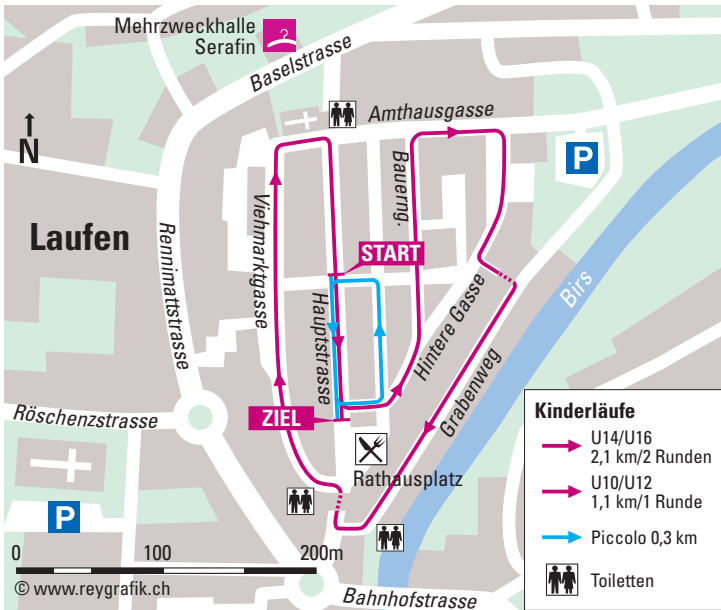 Mehrzweckhalle
Serafin
Baselstrasse
Amthausgasse
N
P
Bauerng.
Laufen
Viehmarktgasse
START
Rennimattstrasse
Hauptstrasse
Hintere Gasse
Birs
Grabenweg
ZIEL
Röschenzstrasse
Rathausplatz
P
Kinderläufe
U14/U16
2,1 km/2 Runden
U10/U12
1,1 km/1 Runde
Piccolo 0,3 km
Toiletten
0 100 200m
© www.reygrafik.ch
Bahnhofstrasse